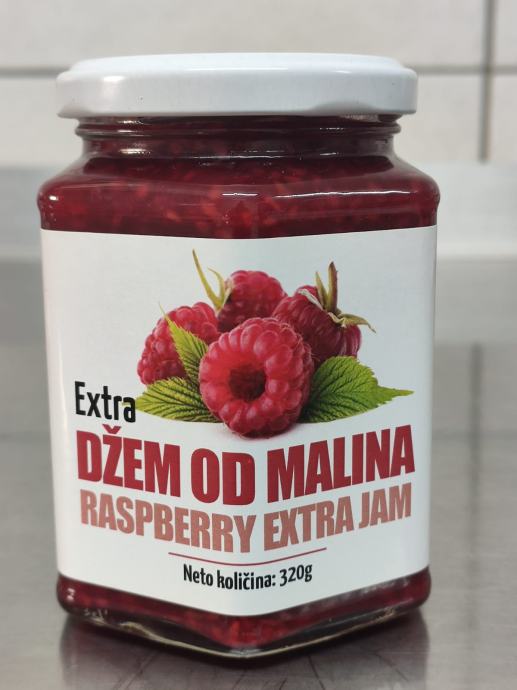 Extra
DŽEM OD MALINA
RASPBERRY EXTRA JAM
Neto količina: 320g